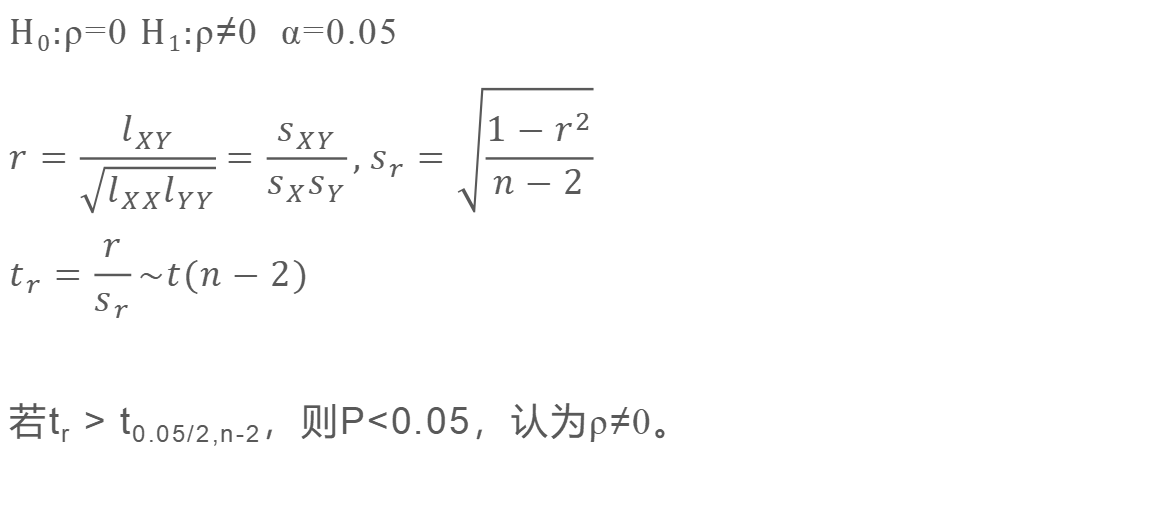 H₀:ρ=0 H₁:ρ≠0 α=0.05
r = l_XY / √(l_XX l_YY) = s_XY / (s_X s_Y), s_r = √((1 − r²) / (n − 2))
t_r = r / s_r ~t(n − 2)
若t_r > t_0.05/2,n-2，则P<0.05，认为ρ≠0。